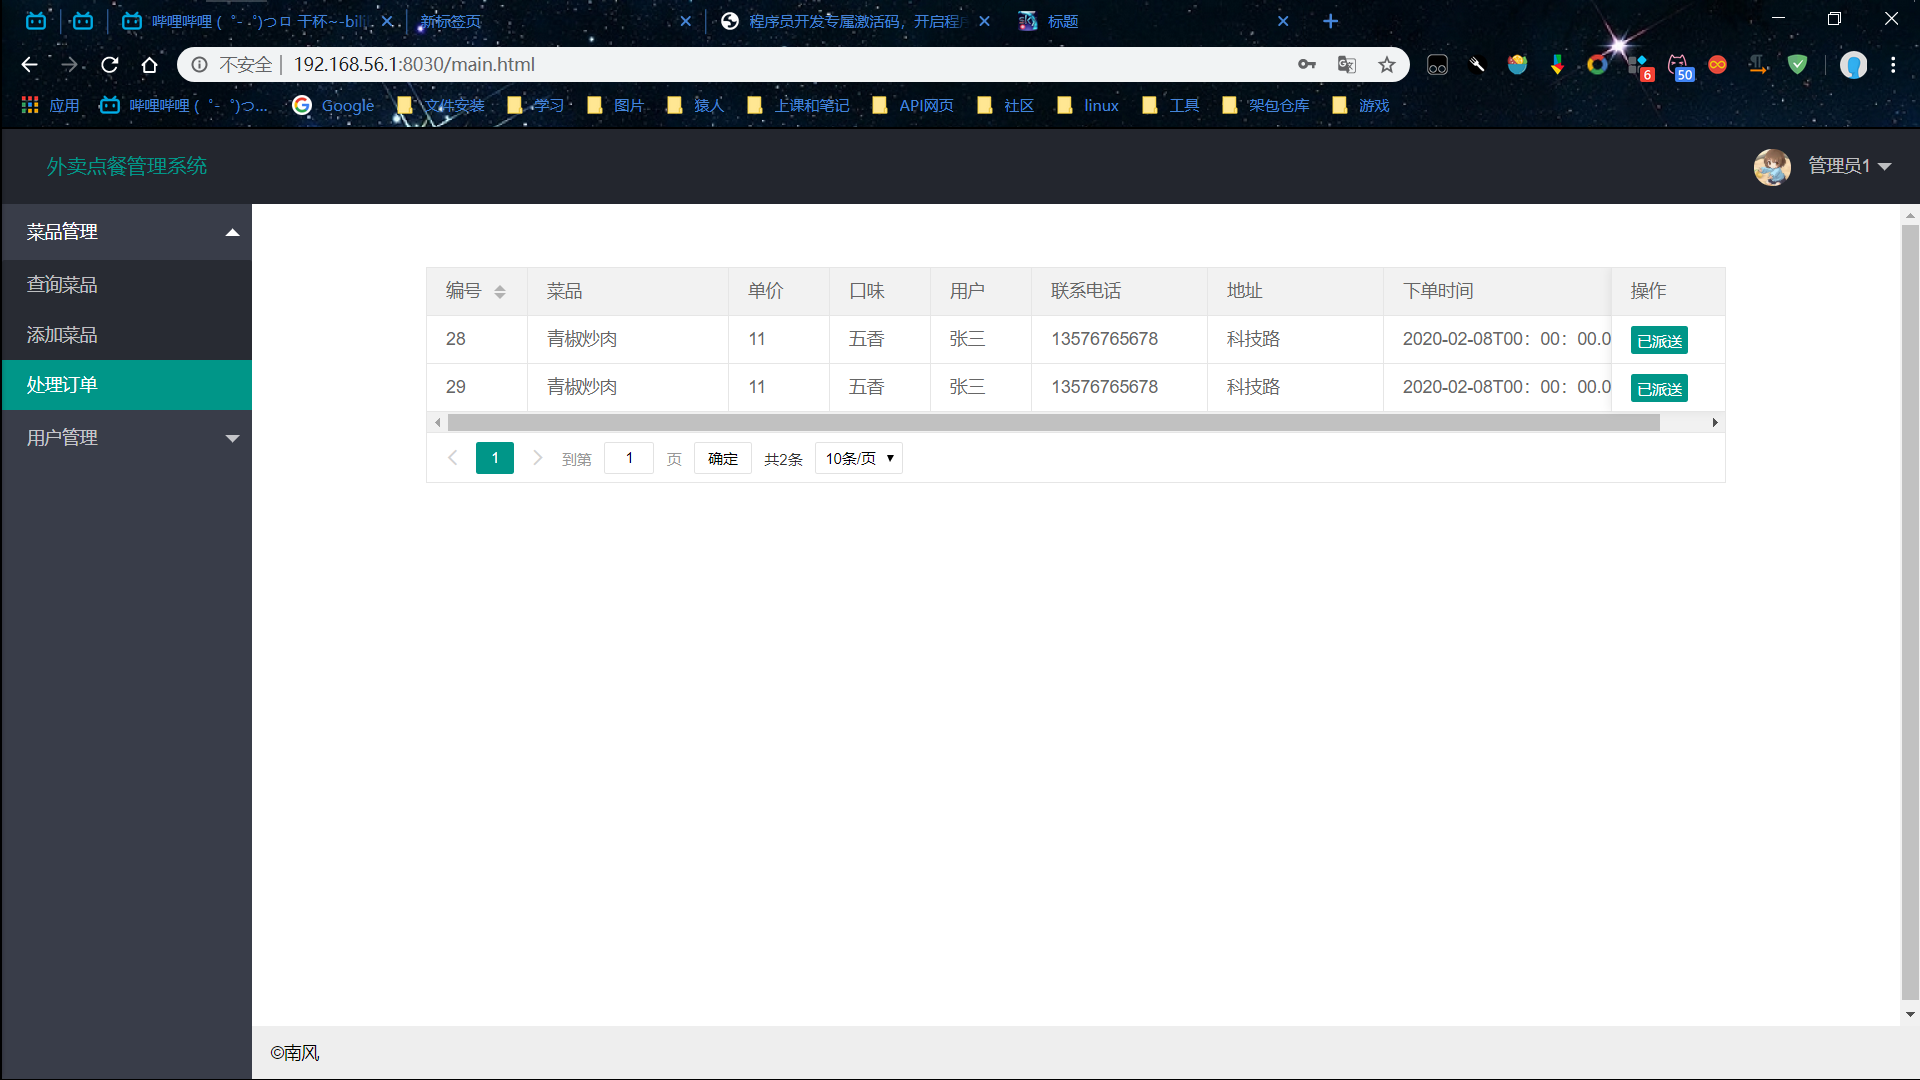 哔哩哔哩 ( ゜- ゜)つロ 干杯~-bili
新标签页
程序员开发专属激活码，开启程
标题
不安全 | 192.168.56.1:8030/main.html
6
50
应用
哔哩哔哩 ( ゜- ゜)つ...
Google
文件安装
学习
图片
猿人
上课和笔记
API网页
社区
linux
工具
架包仓库
游戏
外卖点餐管理系统
管理员1
菜品管理
查询菜品
添加菜品
处理订单
用户管理
编号 菜品 单价 口味 用户 联系电话 地址 下单时间 操作
28 青椒炒肉 11 五香 张三 13576765678 科技路 2020-02-08T00：00：00.0 已派送
29 青椒炒肉 11 五香 张三 13576765678 科技路 2020-02-08T00：00：00.0 已派送
1 到第 1 页 确定 共2条 10条/页
©南风